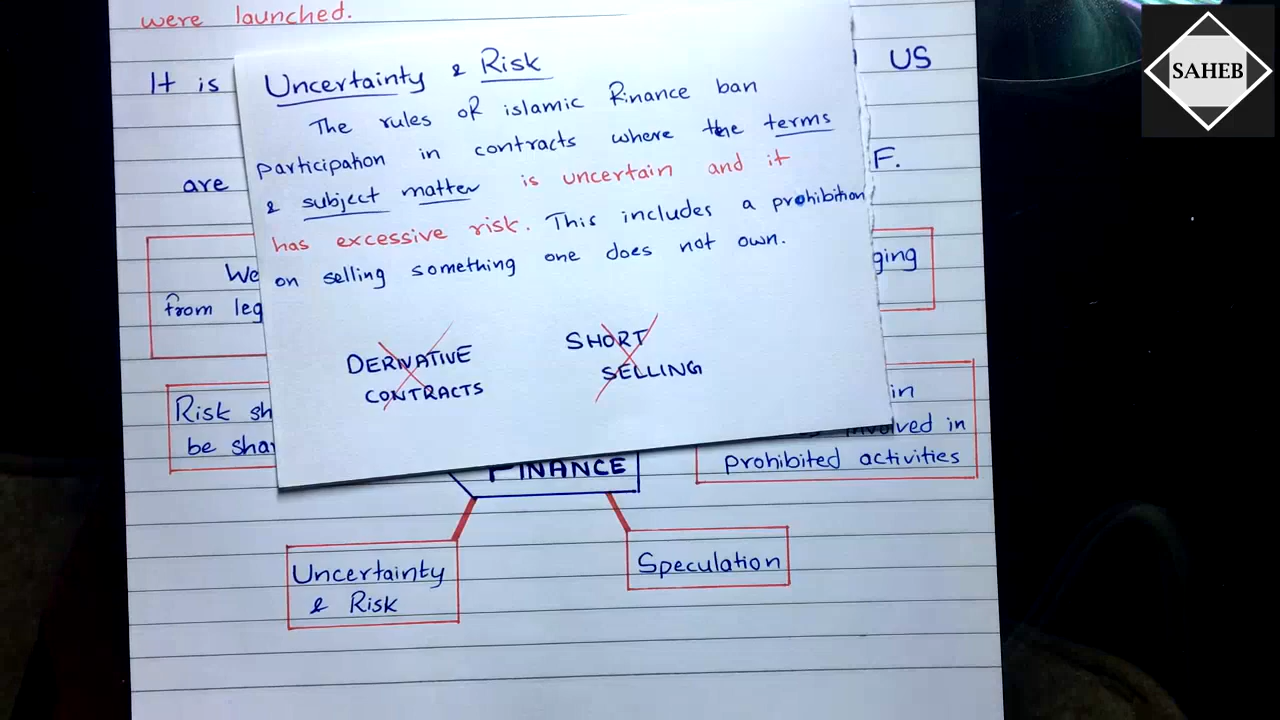 were launched.
It is
US
are
F.
Uncertainty & Risk
The rules of islamic finance ban
participation in contracts where the terms
& subject matter is uncertain and it
has excessive risk. This includes a prohibition
on selling something one does not own.
DERIVATIVE
CONTRACTS
SHORT
SELLING
We
from leg
ging
Risk sh
be shar
in
involved in
prohibited activities
FINANCE
Uncertainty
& Risk
Speculation
SAHEB